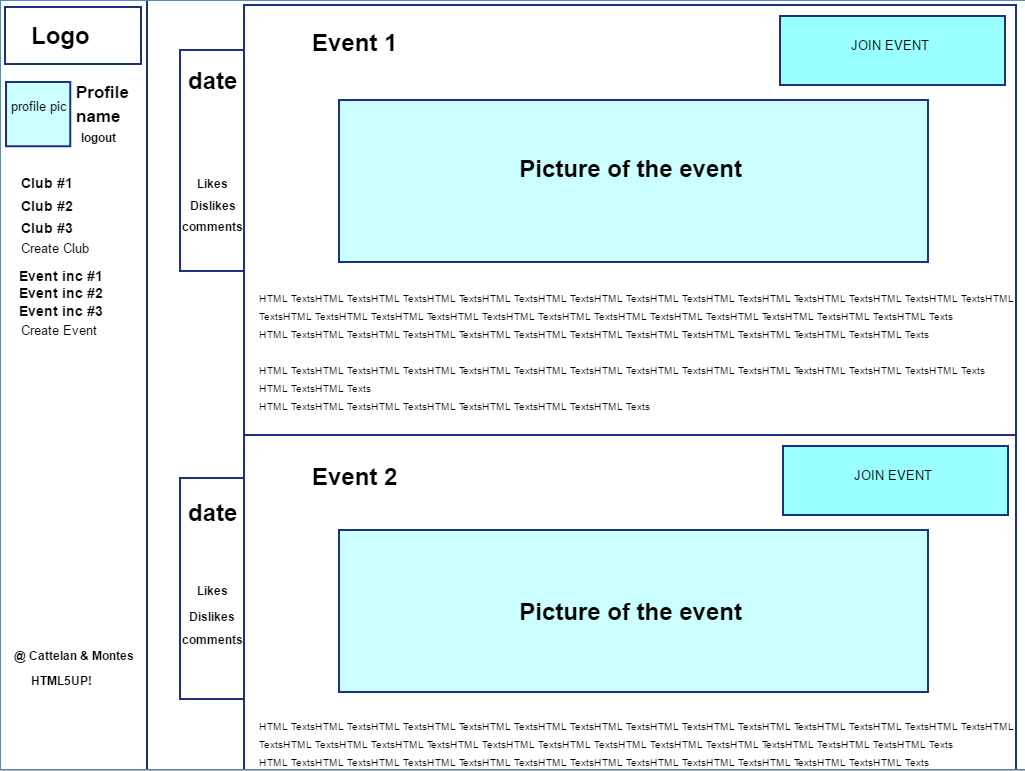 Logo
profile pic
Profile
name
logout
Club #1
Club #2
Club #3
Create Club
Event inc #1
Event inc #2
Event inc #3
Create Event
@ Cattelan & Montes
HTML5UP!
date
Likes
Dislikes
comments
Event 1
JOIN EVENT
Picture of the event
HTML TextsHTML TextsHTML TextsHTML TextsHTML TextsHTML TextsHTML TextsHTML TextsHTML TextsHTML TextsHTML TextsHTML TextsHTML TextsHTML
TextsHTML TextsHTML TextsHTML TextsHTML TextsHTML TextsHTML TextsHTML TextsHTML TextsHTML TextsHTML TextsHTML TextsHTML Texts
HTML TextsHTML TextsHTML TextsHTML TextsHTML TextsHTML TextsHTML TextsHTML TextsHTML TextsHTML TextsHTML TextsHTML Texts
HTML TextsHTML TextsHTML TextsHTML TextsHTML TextsHTML TextsHTML TextsHTML TextsHTML TextsHTML TextsHTML TextsHTML TextsHTML Texts
HTML TextsHTML Texts
HTML TextsHTML TextsHTML TextsHTML TextsHTML TextsHTML TextsHTML Texts
date
Likes
Dislikes
comments
Event 2
JOIN EVENT
Picture of the event
HTML TextsHTML TextsHTML TextsHTML TextsHTML TextsHTML TextsHTML TextsHTML TextsHTML TextsHTML TextsHTML TextsHTML TextsHTML TextsHTML
TextsHTML TextsHTML TextsHTML TextsHTML TextsHTML TextsHTML TextsHTML TextsHTML TextsHTML TextsHTML TextsHTML TextsHTML Texts
HTML TextsHTML TextsHTML TextsHTML TextsHTML TextsHTML TextsHTML TextsHTML TextsHTML TextsHTML TextsHTML TextsHTML Texts